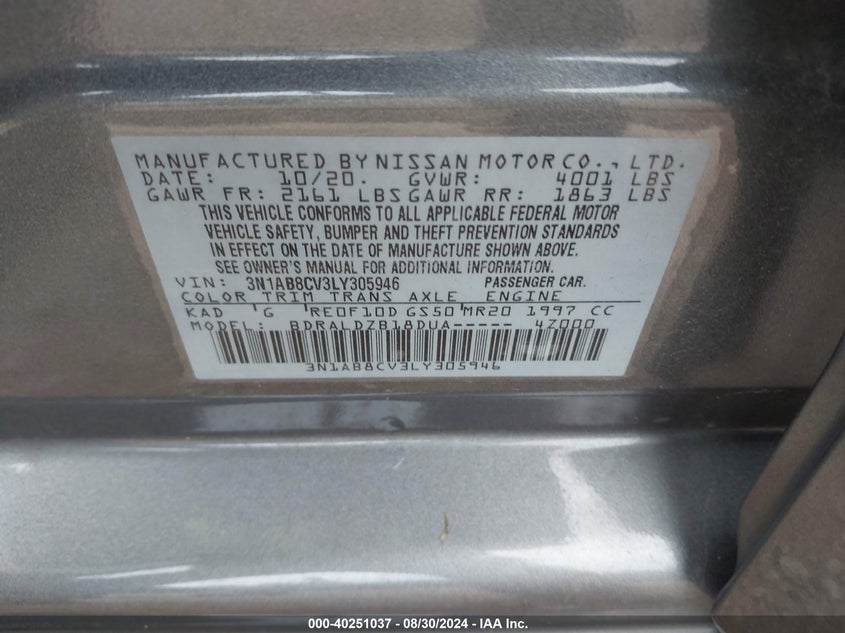 MANUFACTURED BY NISSAN MOTOR CO., LTD.
DATE: 10/20. GVWR: 4001 LBS
GAWR FR: 2161 LBS GAWR RR: 1863 LBS
THIS VEHICLE CONFORMS TO ALL APPLICABLE FEDERAL MOTOR
VEHICLE SAFETY, BUMPER AND THEFT PREVENTION STANDARDS
IN EFFECT ON THE DATE OF MANUFACTURE SHOWN ABOVE.
SEE OWNER'S MANUAL FOR ADDITIONAL INFORMATION.
VIN: 3N1AB8CV3LY305946 PASSENGER CAR.
COLOR TRIM TRANS AXLE ENGINE
KAD G RE0F10D GS50 MR20 1997 CC
MODEL: BDRALDZB18DUA----- 4Z000
3N1AB8CV3LY305946
000-40251037 - 08/30/2024 - IAA Inc.